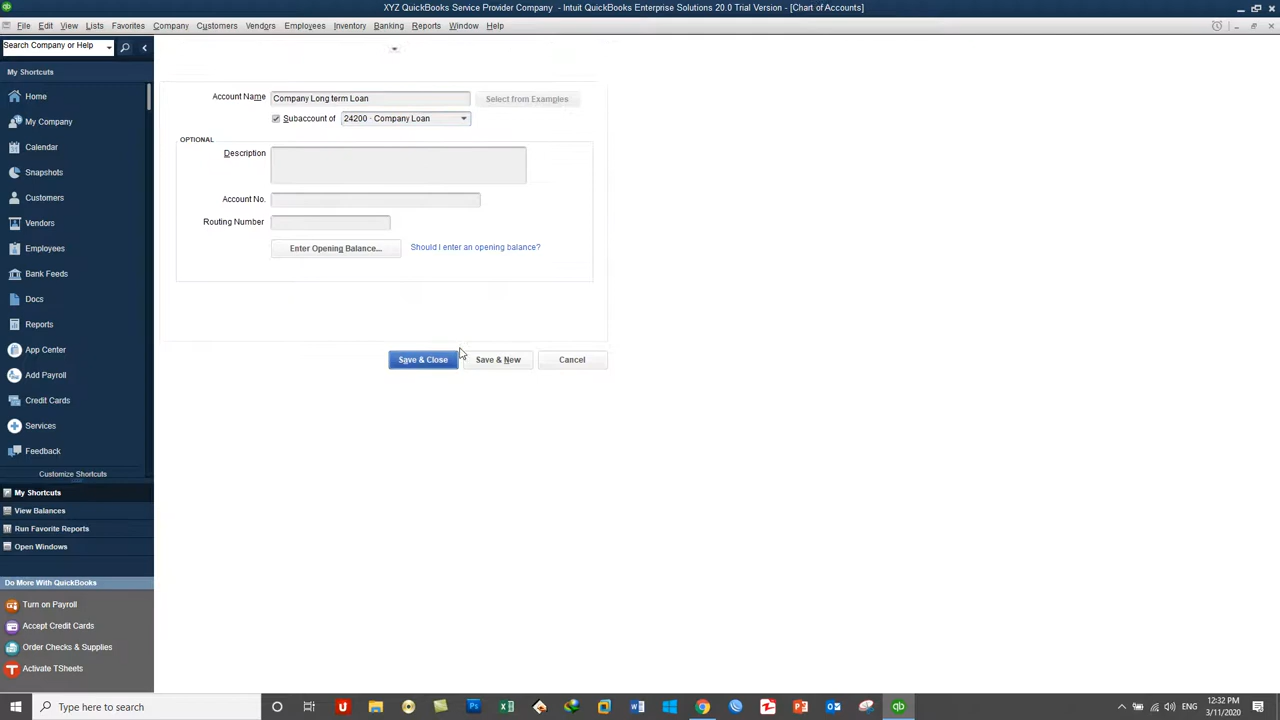 XYZ QuickBooks Service Provider Company - Intuit QuickBooks Enterprise Solutions 20.0 Trial Version - [Chart of Accounts]
File Edit View Lists Favorites Company Customers Vendors Employees Inventory Banking Reports Window Help
Search Company or Help
My Shortcuts
Home
My Company
Calendar
Snapshots
Customers
Vendors
Employees
Bank Feeds
Docs
Reports
App Center
Add Payroll
Credit Cards
Services
Feedback
Customize Shortcuts
My Shortcuts
View Balances
Run Favorite Reports
Open Windows
Do More With QuickBooks
Turn on Payroll
Accept Credit Cards
Order Checks & Supplies
Activate TSheets
Account Name Company Long term Loan Select from Examples
Subaccount of 24200 · Company Loan
OPTIONAL
Description
Account No.
Routing Number
Enter Opening Balance... Should I enter an opening balance?
Save & Close Save & New Cancel
Type here to search
ENG
12:32 PM
3/11/2020